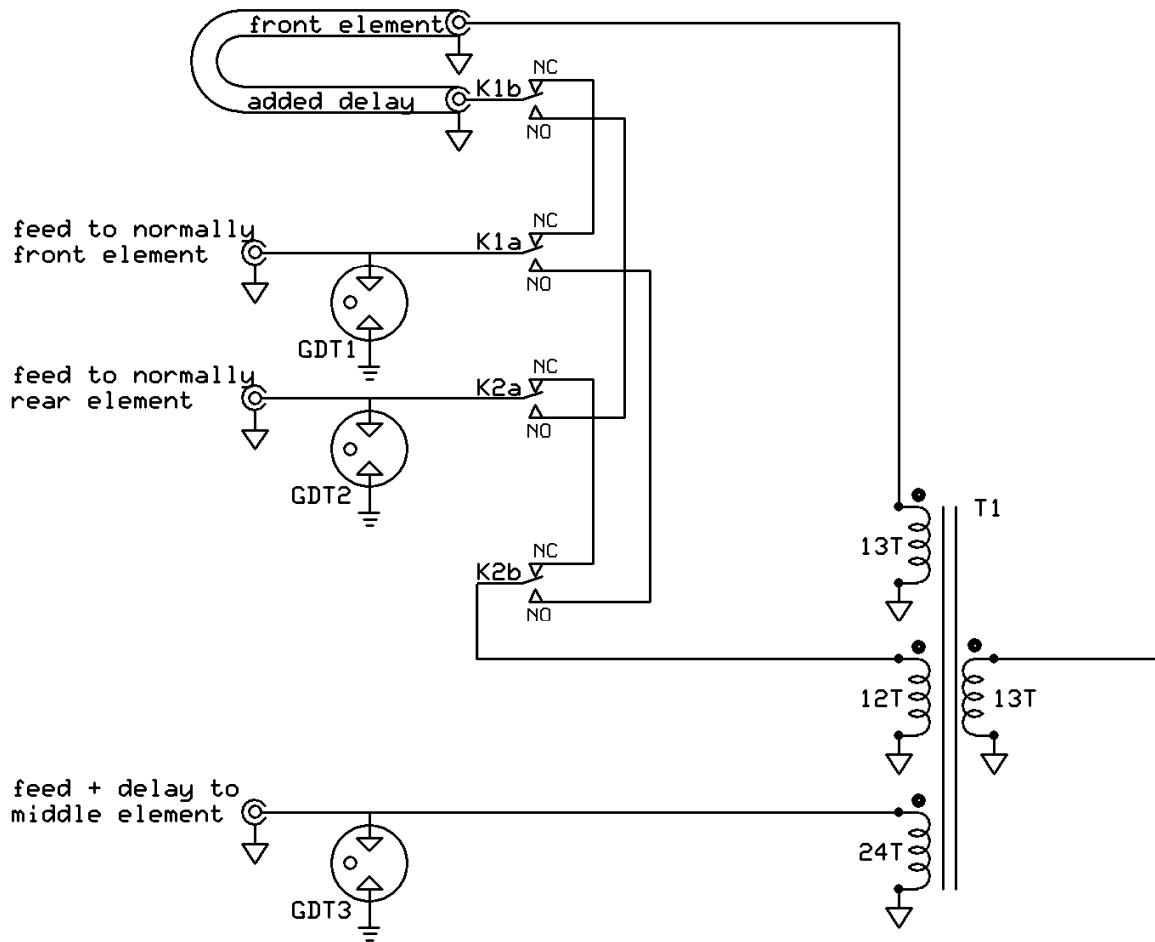 front element
NC
K1b
added delay
NO
feed to normally
front element
NC
K1a
NO
GDT1
feed to normally
rear element
NC
K2a
NO
GDT2
T1
13T
NC
K2b
NO
12T
13T
feed + delay to
middle element
24T
GDT3